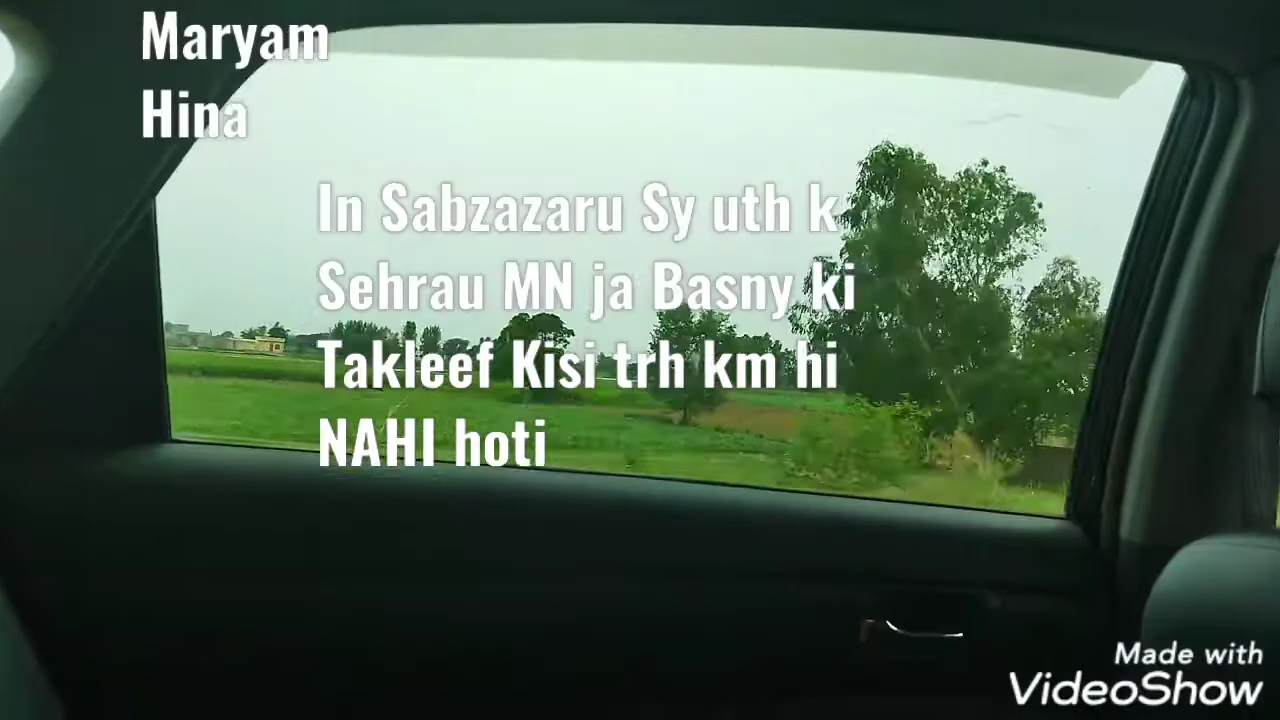 Maryam
Hina
In Sabzazaru Sy uth k
Sehrau MN ja Basny ki
Takleef Kisi trh km hi
NAHI hoti
Made with
VideoShow